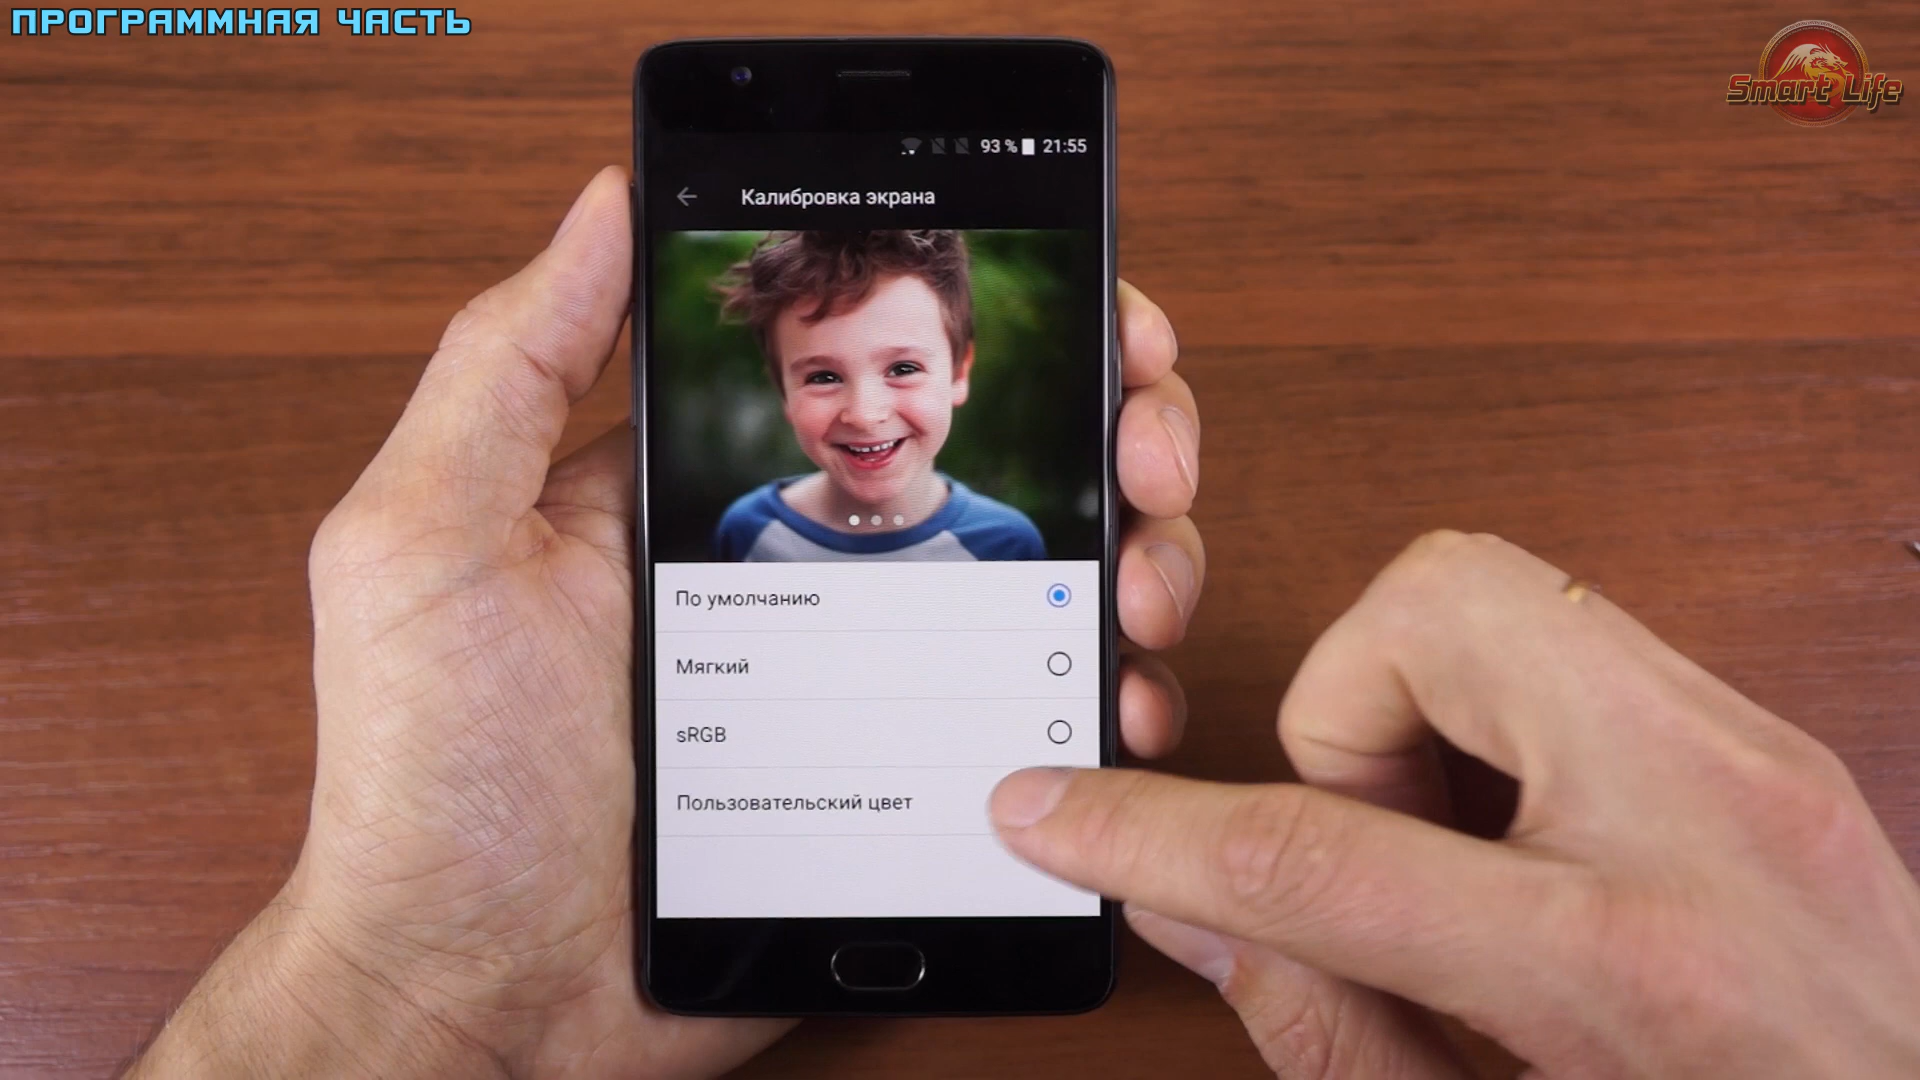 ПРОГРАММНАЯ ЧАСТЬ
Smart Life
93 % 21:55
Калибровка экрана
По умолчанию
Мягкий
sRGB
Пользовательский цвет